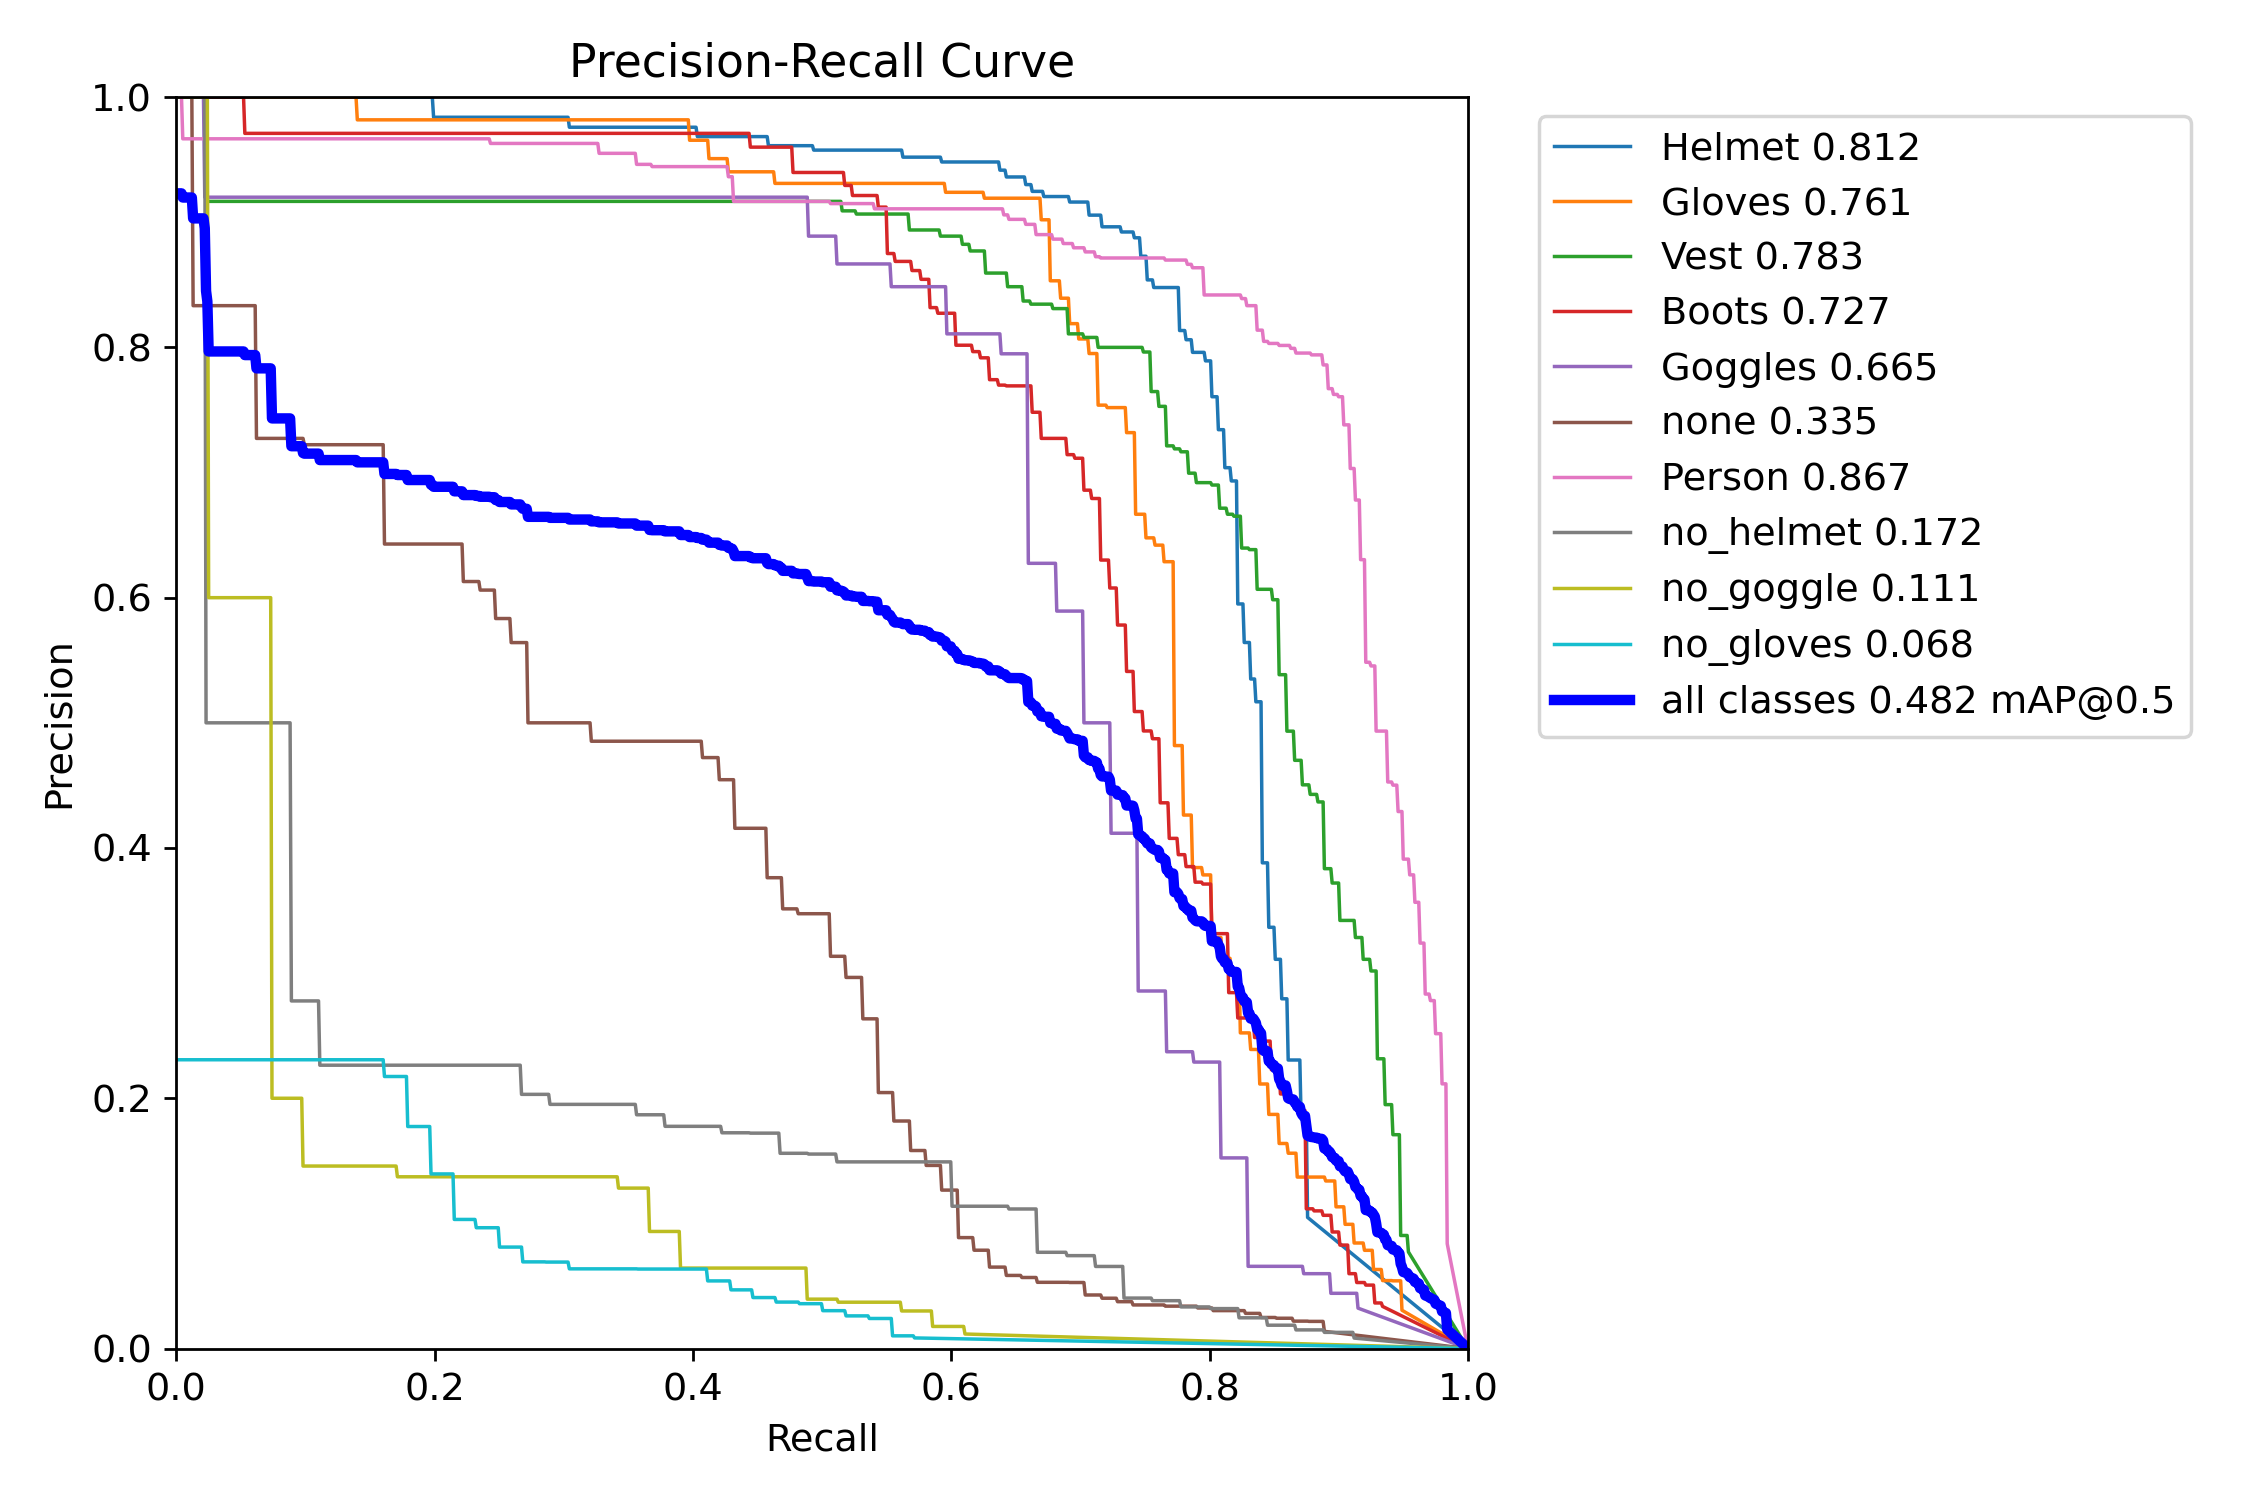 Precision-Recall Curve
1.0
0.8
0.6
0.4
0.2
0.0
Precision
0.0 0.2 0.4 0.6 0.8 1.0
Recall
Helmet 0.812
Gloves 0.761
Vest 0.783
Boots 0.727
Goggles 0.665
none 0.335
Person 0.867
no_helmet 0.172
no_goggle 0.111
no_gloves 0.068
all classes 0.482 mAP@0.5